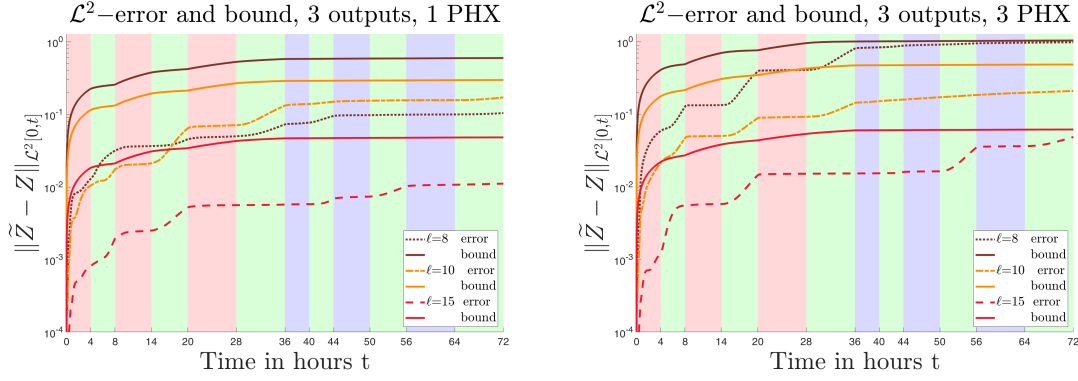 ℒ²−error and bound, 3 outputs, 1 PHX
10⁰
10⁻¹
10⁻²
10⁻³
10⁻⁴
||Z̃ − Z||ℒ²[0,t]
ℓ=8 error
bound
ℓ=10 error
bound
ℓ=15 error
bound
0 4 8 14 20 28 36 40 44 50 56 64 72
Time in hours t
ℒ²−error and bound, 3 outputs, 3 PHX
10⁰
10⁻¹
10⁻²
10⁻³
10⁻⁴
||Z̃ − Z||ℒ²[0,t]
ℓ=8 error
bound
ℓ=10 error
bound
ℓ=15 error
bound
0 4 8 14 20 28 36 40 44 50 56 64 72
Time in hours t